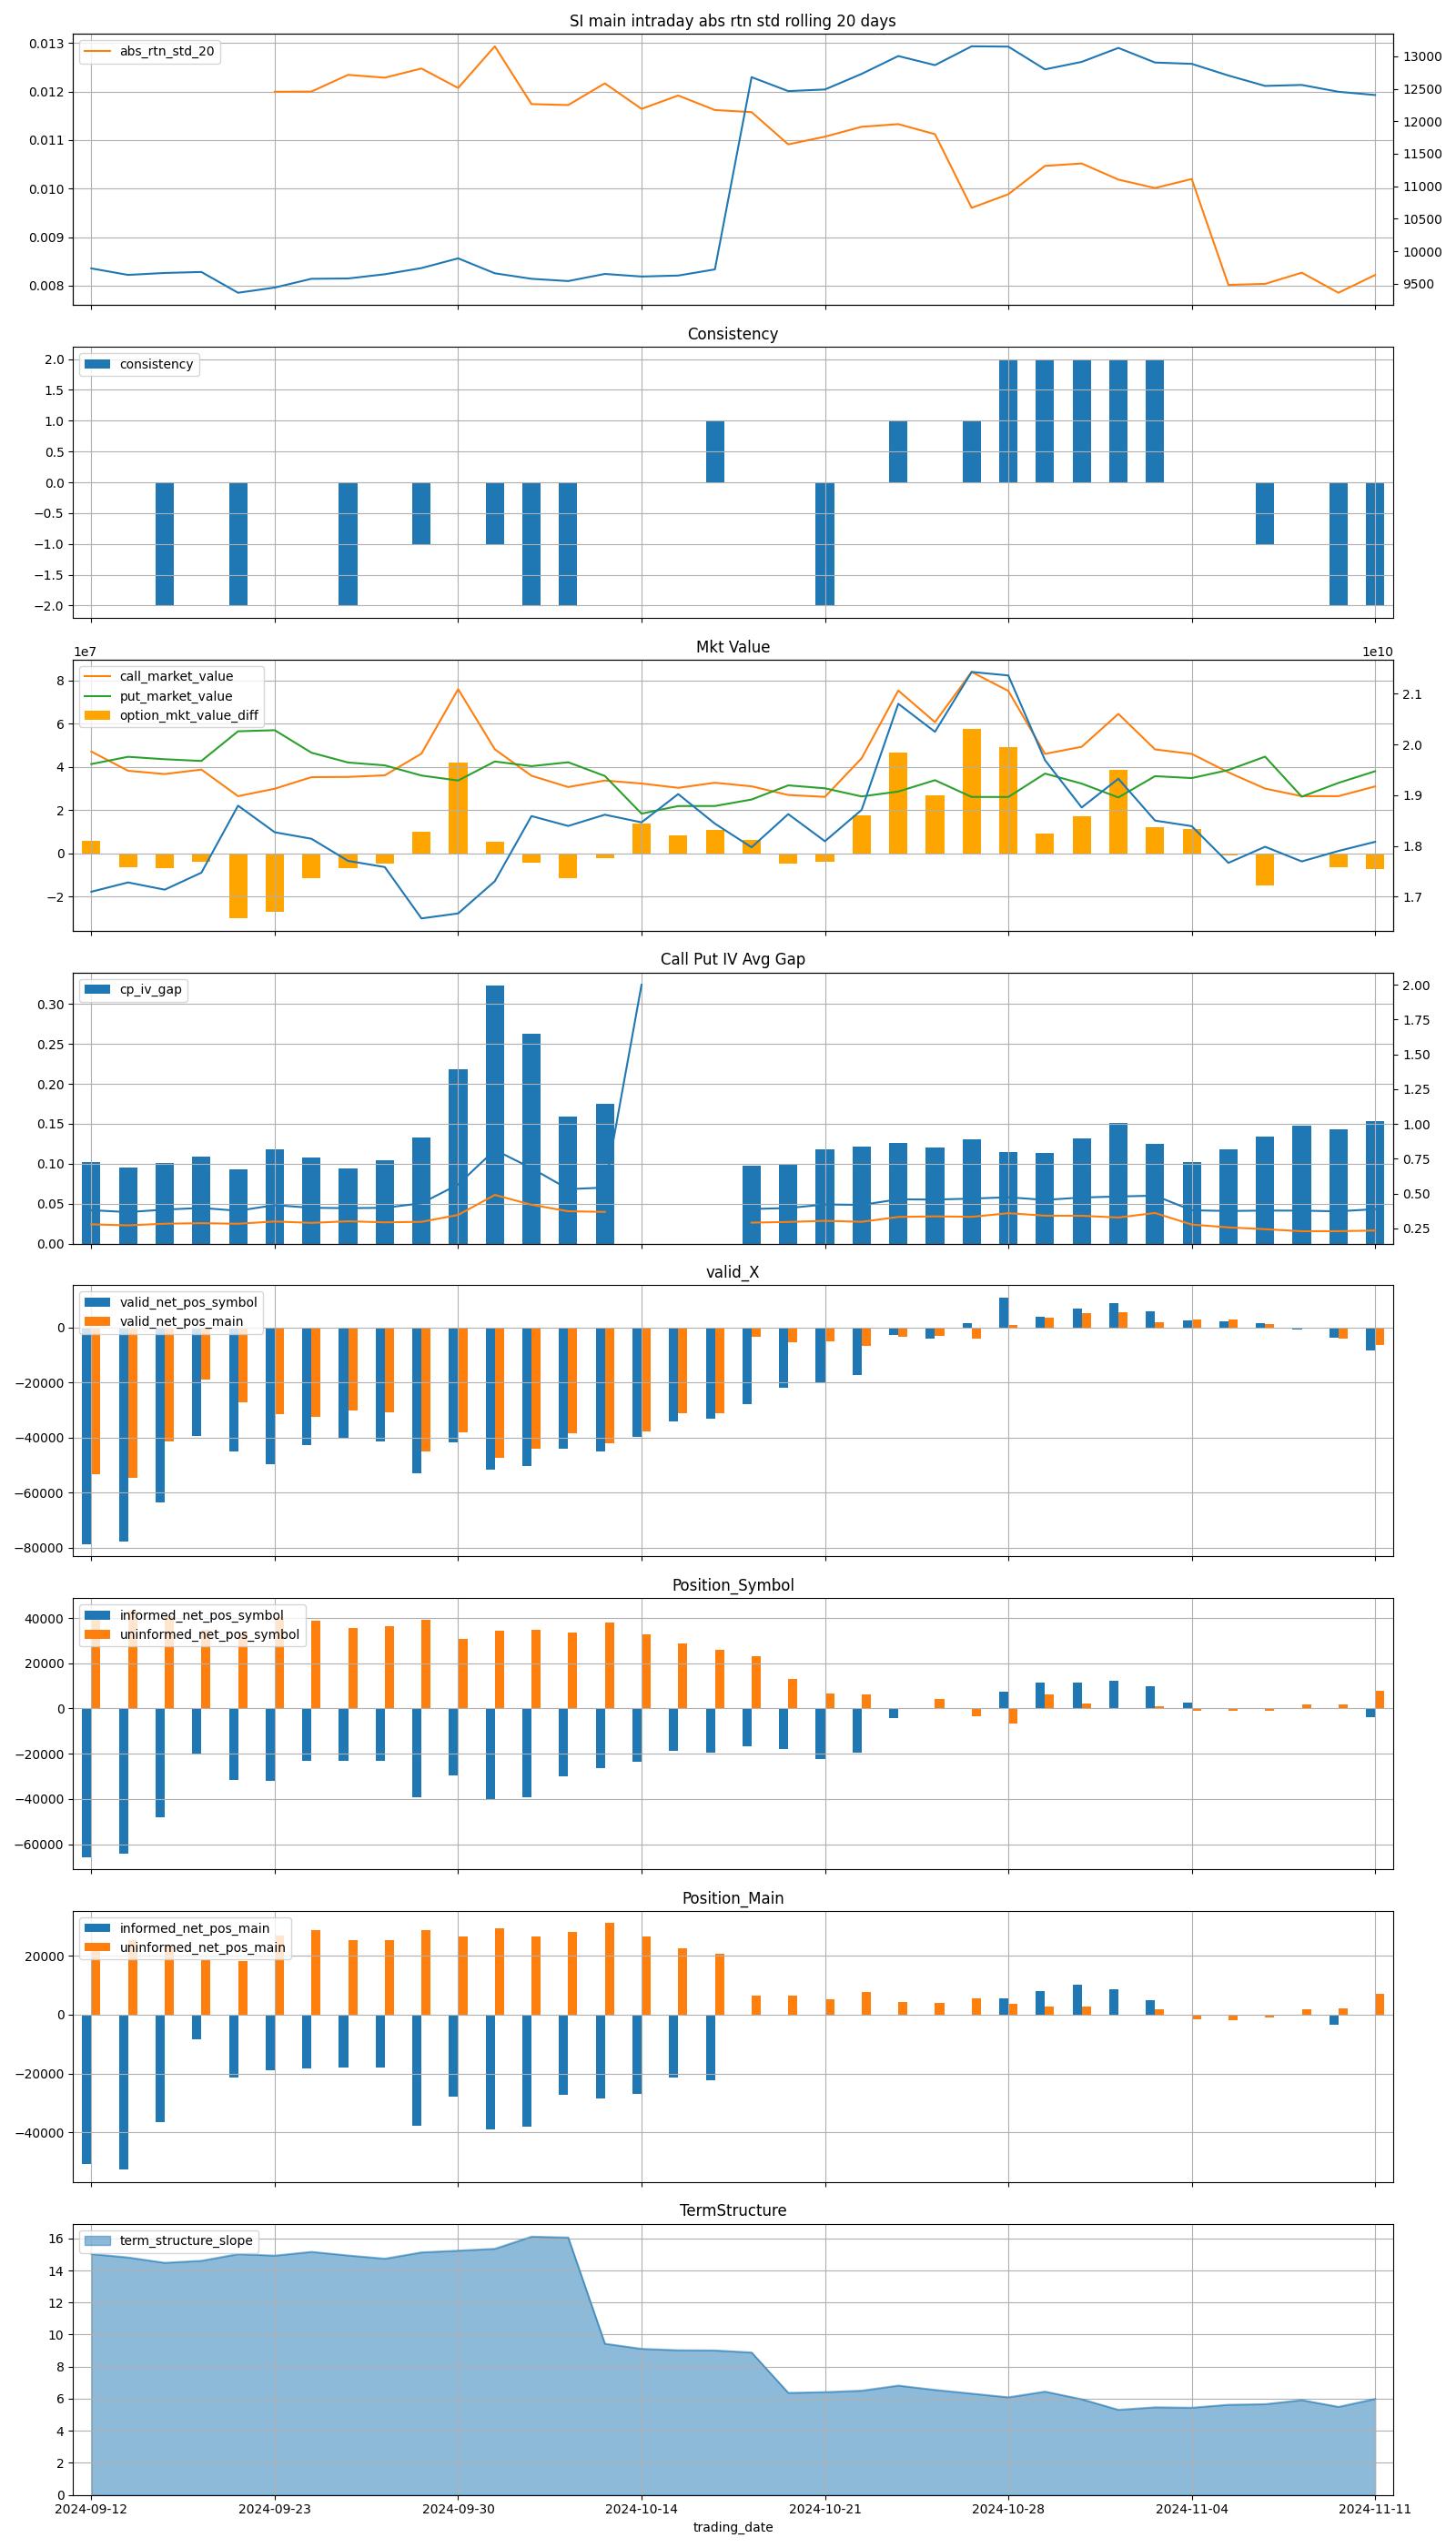 SI main intraday abs rtn std rolling 20 days
abs_rtn_std_20
0.013
0.012
0.011
0.010
0.009
0.008
13000
12500
12000
11500
11000
10500
10000
9500
Consistency
consistency
2.0
1.5
1.0
0.5
0.0
−0.5
−1.0
−1.5
−2.0
Mkt Value
1e7
1e10
call_market_value
put_market_value
option_mkt_value_diff
8
6
4
2
0
−2
2.1
2.0
1.9
1.8
1.7
Call Put IV Avg Gap
cp_iv_gap
0.30
0.25
0.20
0.15
0.10
0.05
0.00
2.00
1.75
1.50
1.25
1.00
0.75
0.50
0.25
valid_X
valid_net_pos_symbol
valid_net_pos_main
0
−20000
−40000
−60000
−80000
Position_Symbol
informed_net_pos_symbol
uninformed_net_pos_symbol
40000
20000
0
−20000
−40000
−60000
Position_Main
informed_net_pos_main
uninformed_net_pos_main
20000
0
−20000
−40000
TermStructure
term_structure_slope
16
14
12
10
8
6
4
2
0
2024-09-12 2024-09-23 2024-09-30 2024-10-14 2024-10-21 2024-10-28 2024-11-04 2024-11-11
trading_date